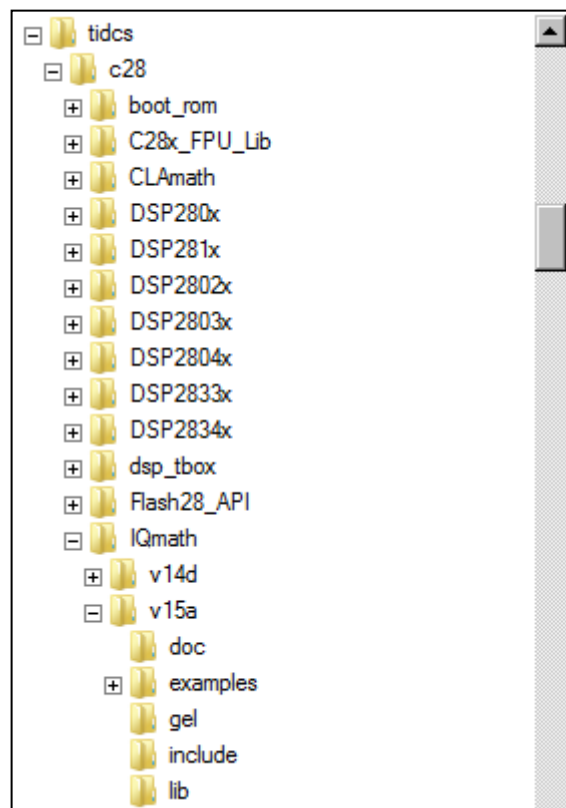 tidcs
c28
boot_rom
C28x_FPU_Lib
CLAmath
DSP280x
DSP281x
DSP2802x
DSP2803x
DSP2804x
DSP2833x
DSP2834x
dsp_tbox
Flash28_API
IQmath
v14d
v15a
doc
examples
gel
include
lib